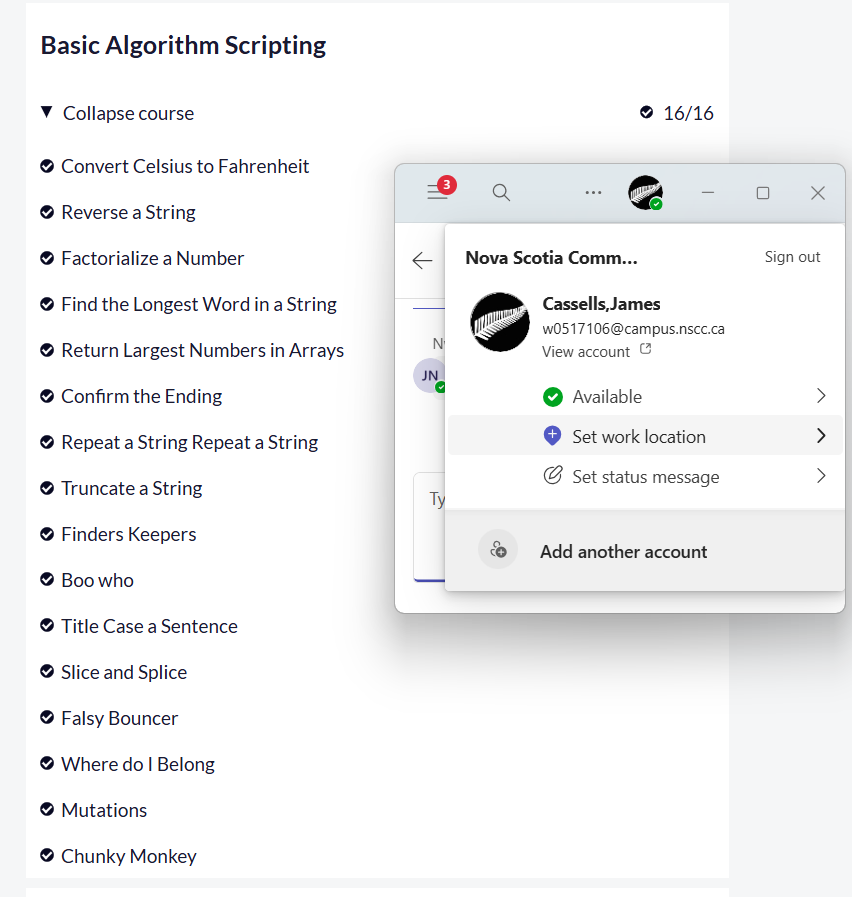 Basic Algorithm Scripting
Collapse course
16/16
Convert Celsius to Fahrenheit
Reverse a String
Factorialize a Number
Find the Longest Word in a String
Return Largest Numbers in Arrays
Confirm the Ending
Repeat a String Repeat a String
Truncate a String
Finders Keepers
Boo who
Title Case a Sentence
Slice and Splice
Falsy Bouncer
Where do I Belong
Mutations
Chunky Monkey
3
JN
Ty
Nova Scotia Comm...
Sign out
Cassells,James
w0517106@campus.nscc.ca
View account
Available
Set work location
Set status message
Add another account